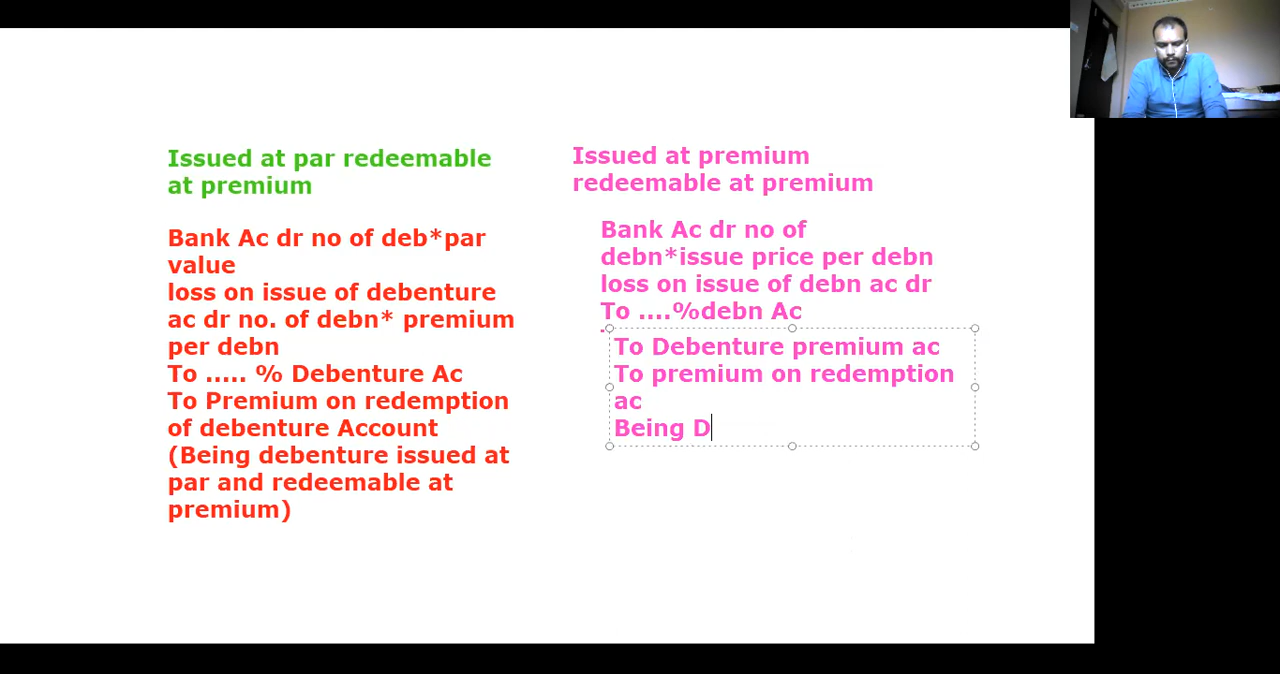 Issued at par redeemable
at premium
Bank Ac dr no of deb*par
value
loss on issue of debenture
ac dr no. of debn* premium
per debn
To ..... % Debenture Ac
To Premium on redemption
of debenture Account
(Being debenture issued at
par and redeemable at
premium)
Issued at premium
redeemable at premium
Bank Ac dr no of
debn*issue price per debn
loss on issue of debn ac dr
To ....%debn Ac
To Debenture premium ac
To premium on redemption
ac
Being D